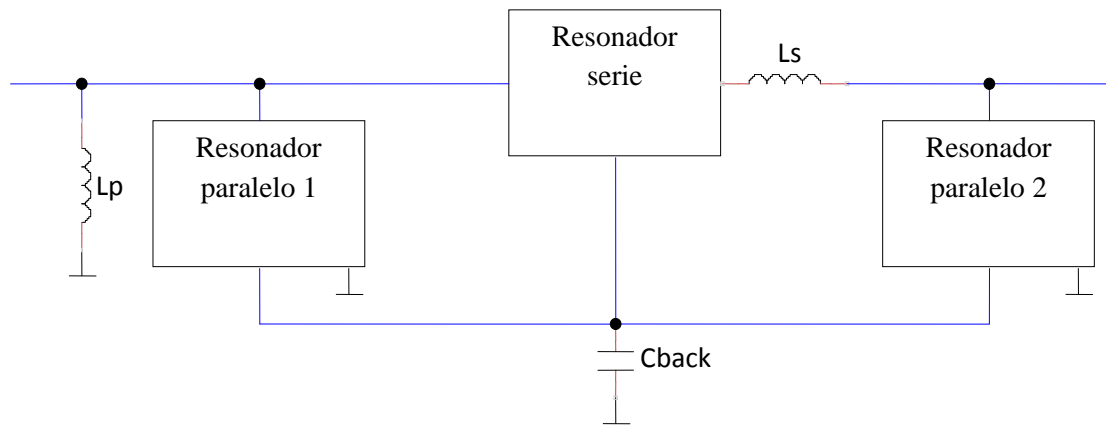 Resonador
serie
Ls
Resonador
paralelo 1
Lp
Resonador
paralelo 2
Cback